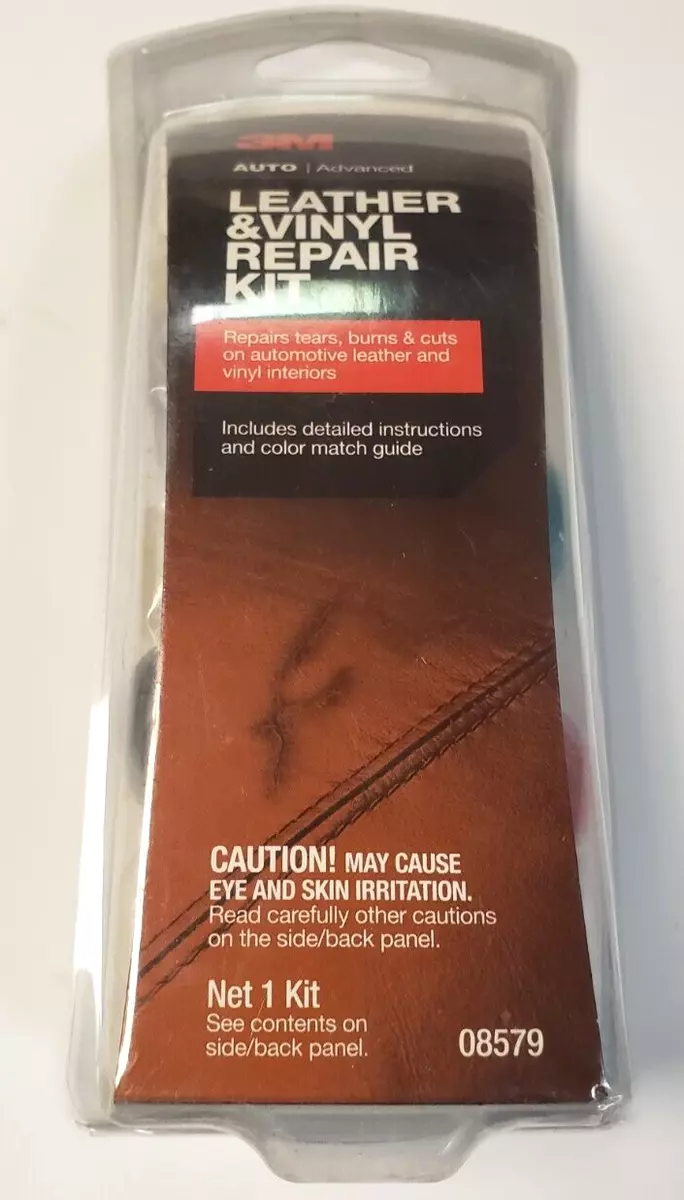 3M
AUTO | Advanced
LEATHER
&VINYL
REPAIR
KIT
Repairs tears, burns & cuts
on automotive leather and
vinyl interiors
Includes detailed instructions
and color match guide
CAUTION! MAY CAUSE
EYE AND SKIN IRRITATION.
Read carefully other cautions
on the side/back panel.
Net 1 Kit
See contents on
side/back panel.
08579